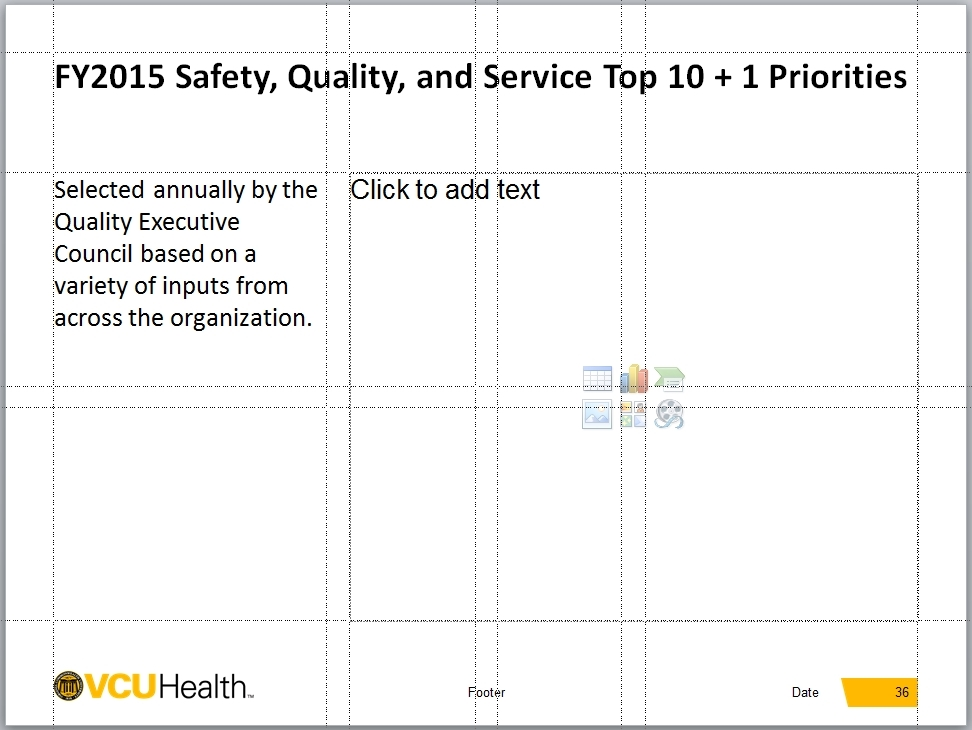 FY2015 Safety, Quality, and Service Top 10 + 1 Priorities
Selected annually by the
Quality Executive
Council based on a
variety of inputs from
across the organization.
Click to add text
VCUHealth™
Footer
Date
36